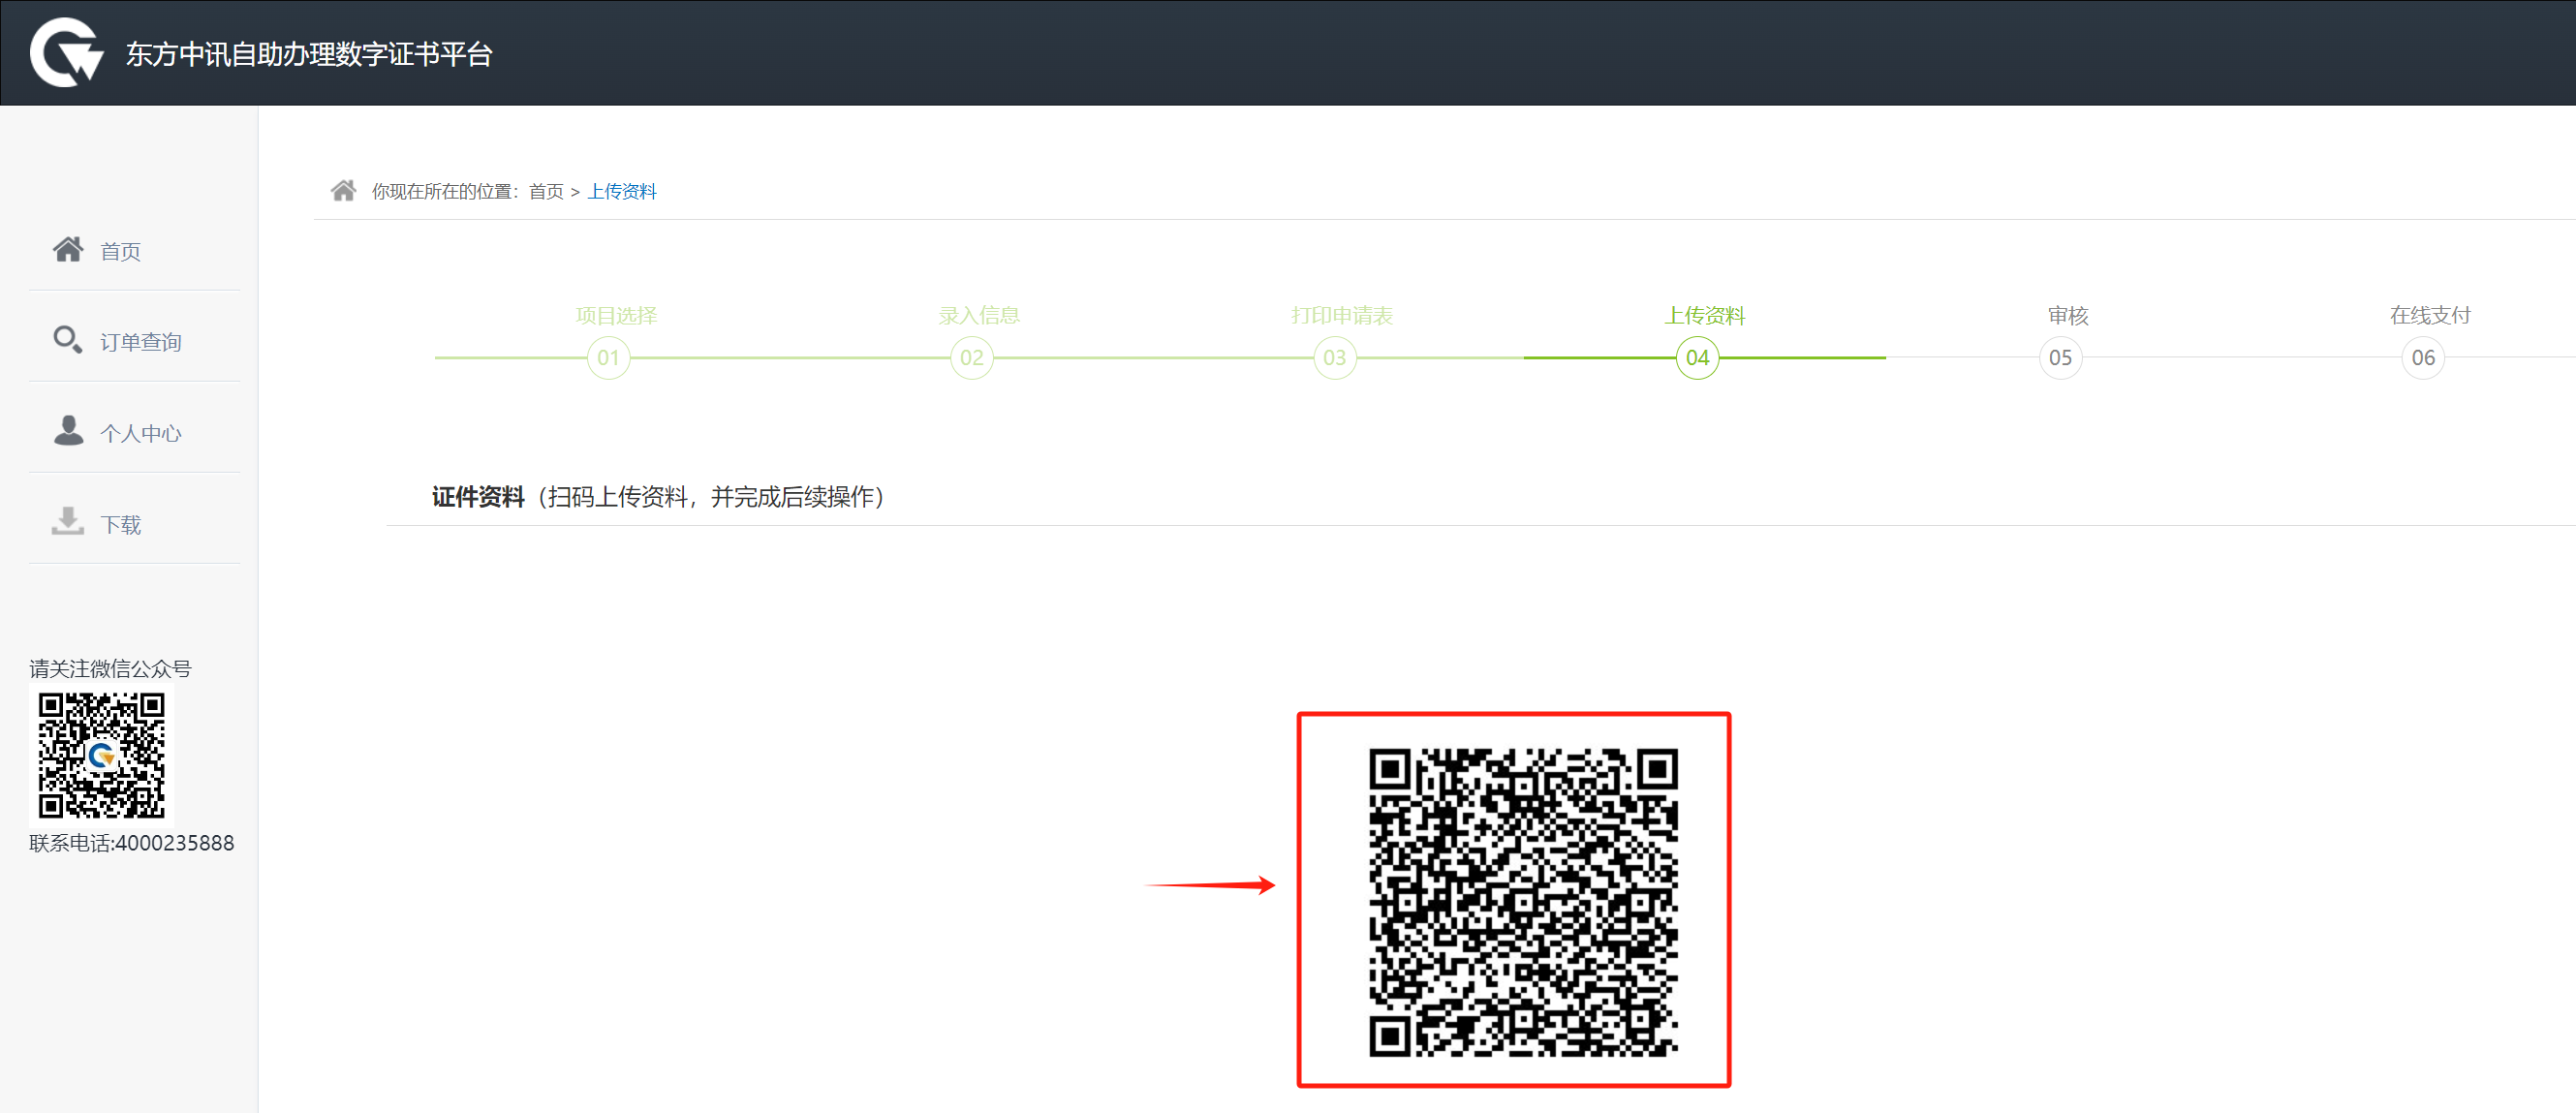 东方中讯自助办理数字证书平台
你现在所在的位置：首页 > 上传资料
首页
订单查询
个人中心
下载
请关注微信公众号
联系电话:4000235888
项目选择
01
录入信息
02
打印申请表
03
上传资料
04
审核
05
在线支付
06
证件资料（扫码上传资料，并完成后续操作）